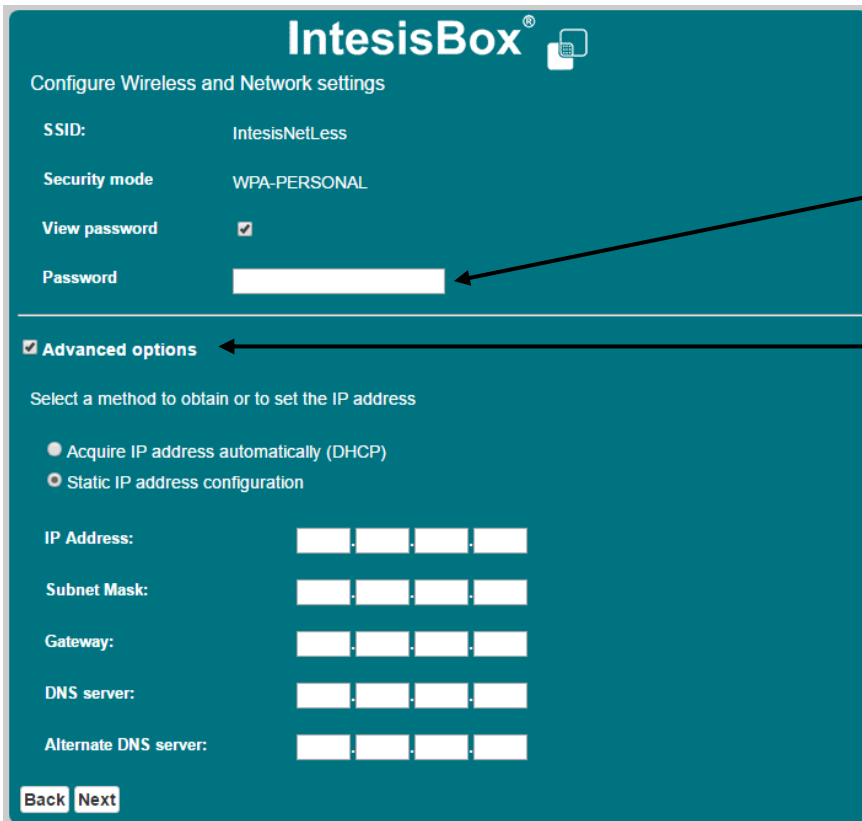 IntesisBox®
Configure Wireless and Network settings
SSID: IntesisNetLess
Security mode WPA-PERSONAL
View password
Password
Advanced options
Select a method to obtain or to set the IP address
Acquire IP address automatically (DHCP)
Static IP address configuration
IP Address: . . .
Subnet Mask: . . .
Gateway: . . .
DNS server: . . .
Alternate DNS server: . . .
Back Next